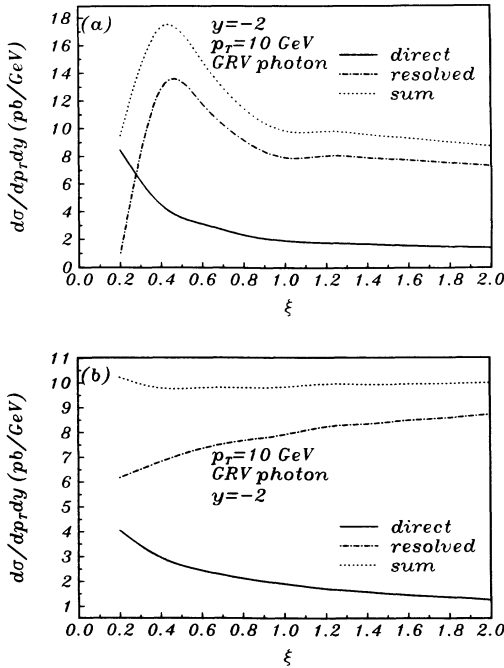 (a)
y=−2
p_T=10 GeV
GRV photon
direct
resolved
sum
dσ/dp_Tdy (pb/GeV)
18
16
14
12
10
8
6
4
2
0
0.0 0.2 0.4 0.6 0.8 1.0 1.2 1.4 1.6 1.8 2.0
ξ
(b)
p_T=10 GeV
GRV photon
y=−2
direct
resolved
sum
dσ/dp_Tdy (pb/GeV)
11
10
9
8
7
6
5
4
3
2
1
0.0 0.2 0.4 0.6 0.8 1.0 1.2 1.4 1.6 1.8 2.0
ξ